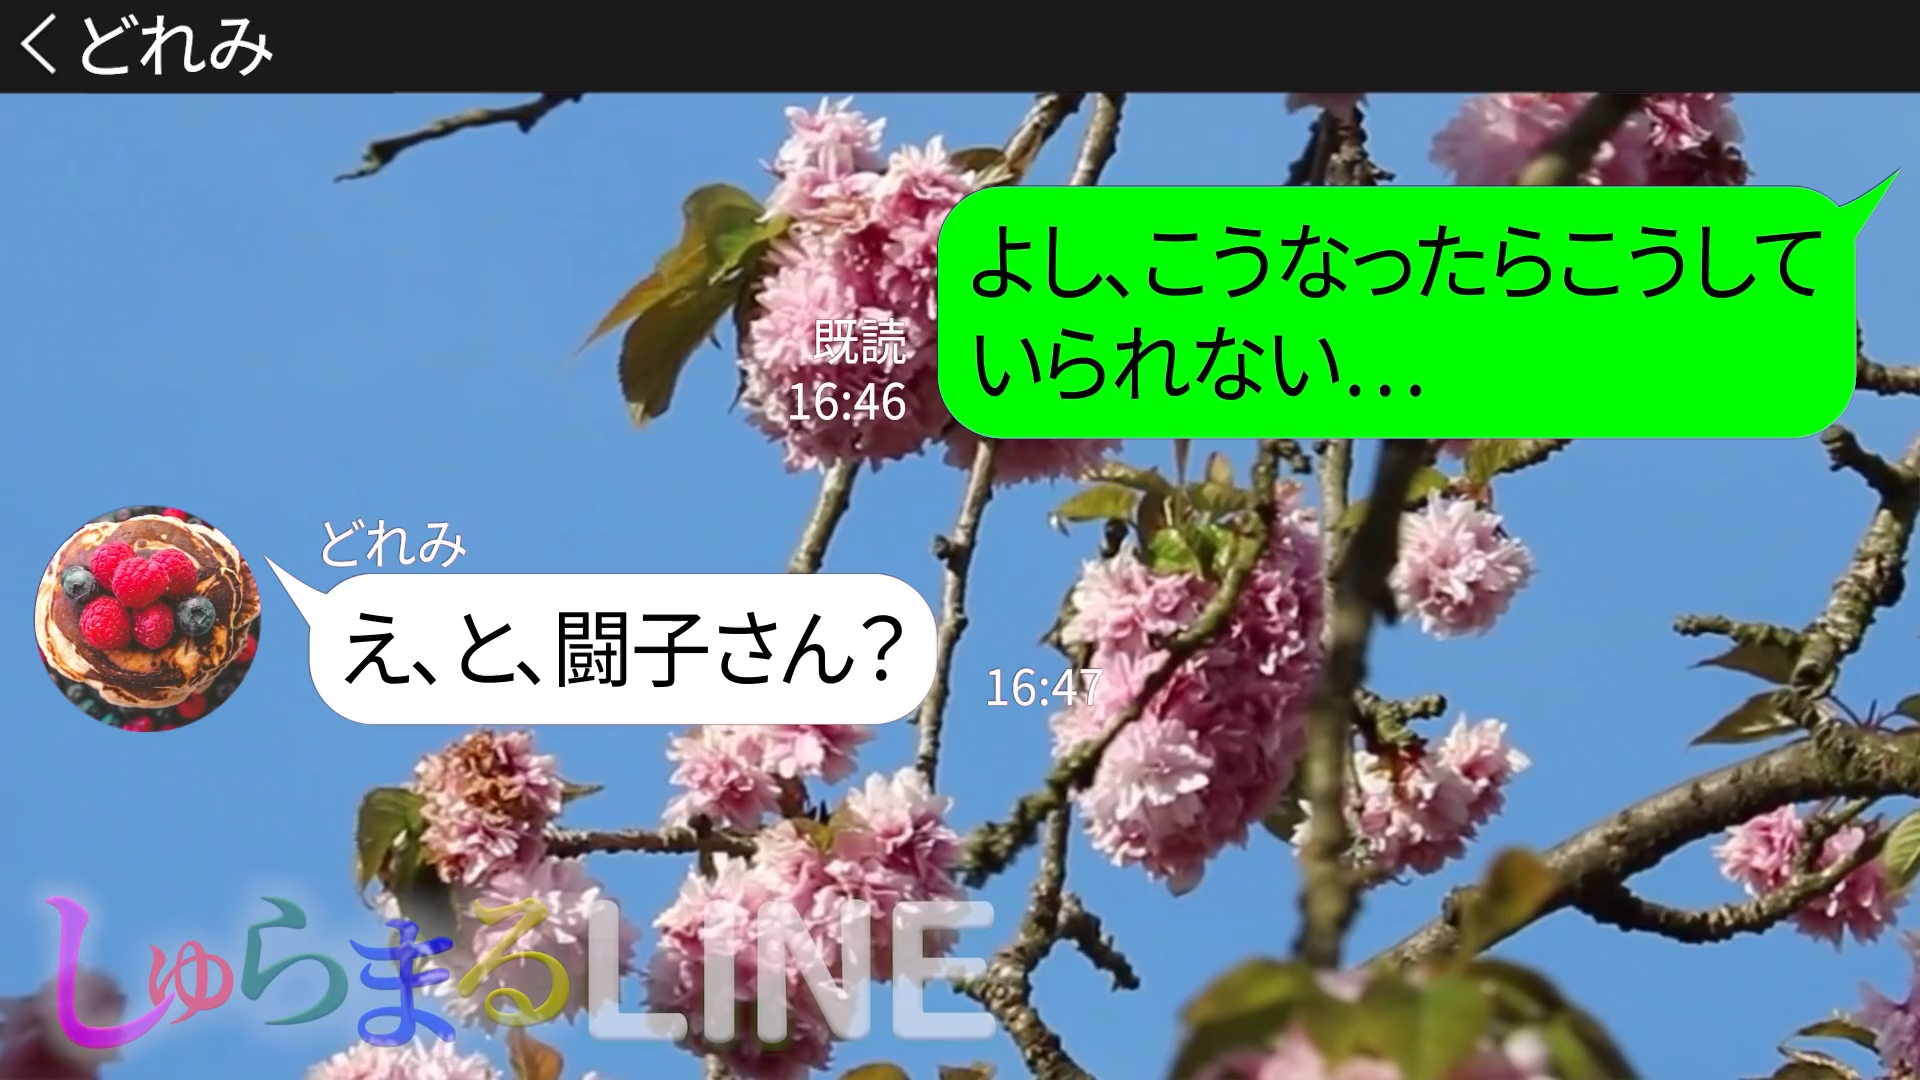 どれみ
よし、こうなったらこうして
いられない…
既読
16:46
どれみ
え、と、闘子さん？
16:47
しゅらまるLINE